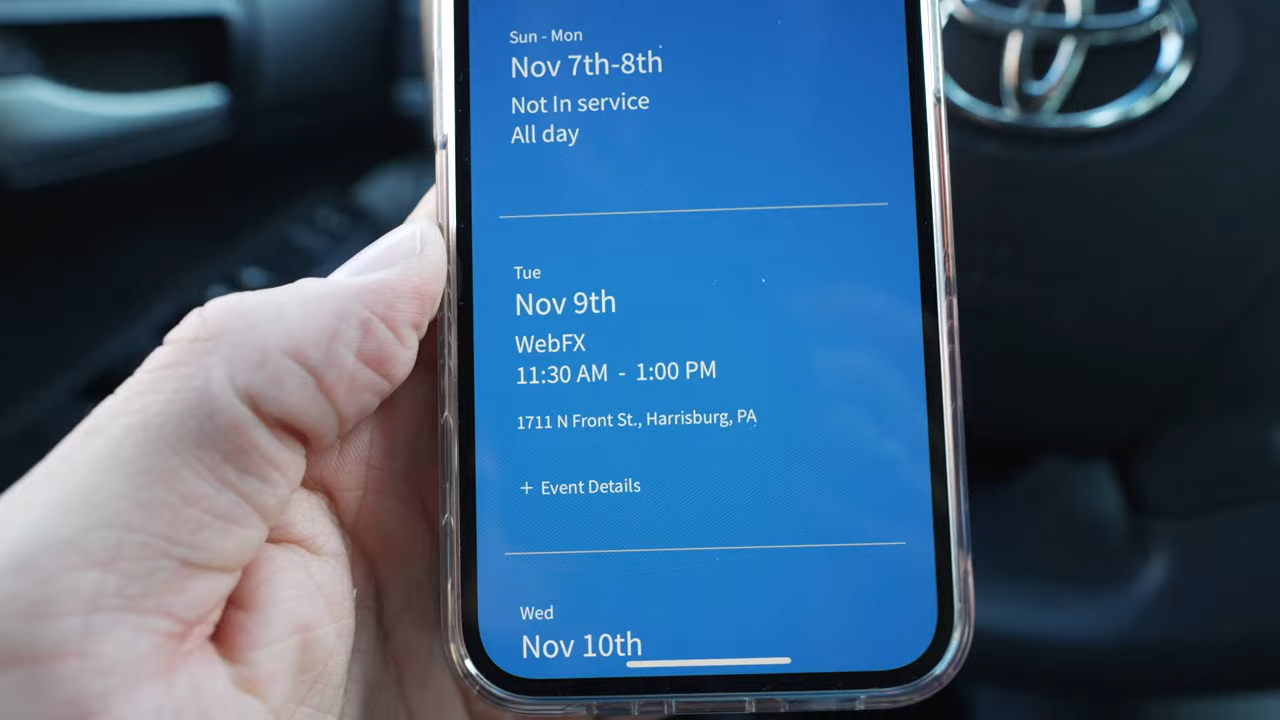 Sun - Mon
Nov 7th-8th
Not In service
All day
Tue
Nov 9th
WebFX
11:30 AM - 1:00 PM
1711 N Front St., Harrisburg, PA
+ Event Details
Wed
Nov 10th